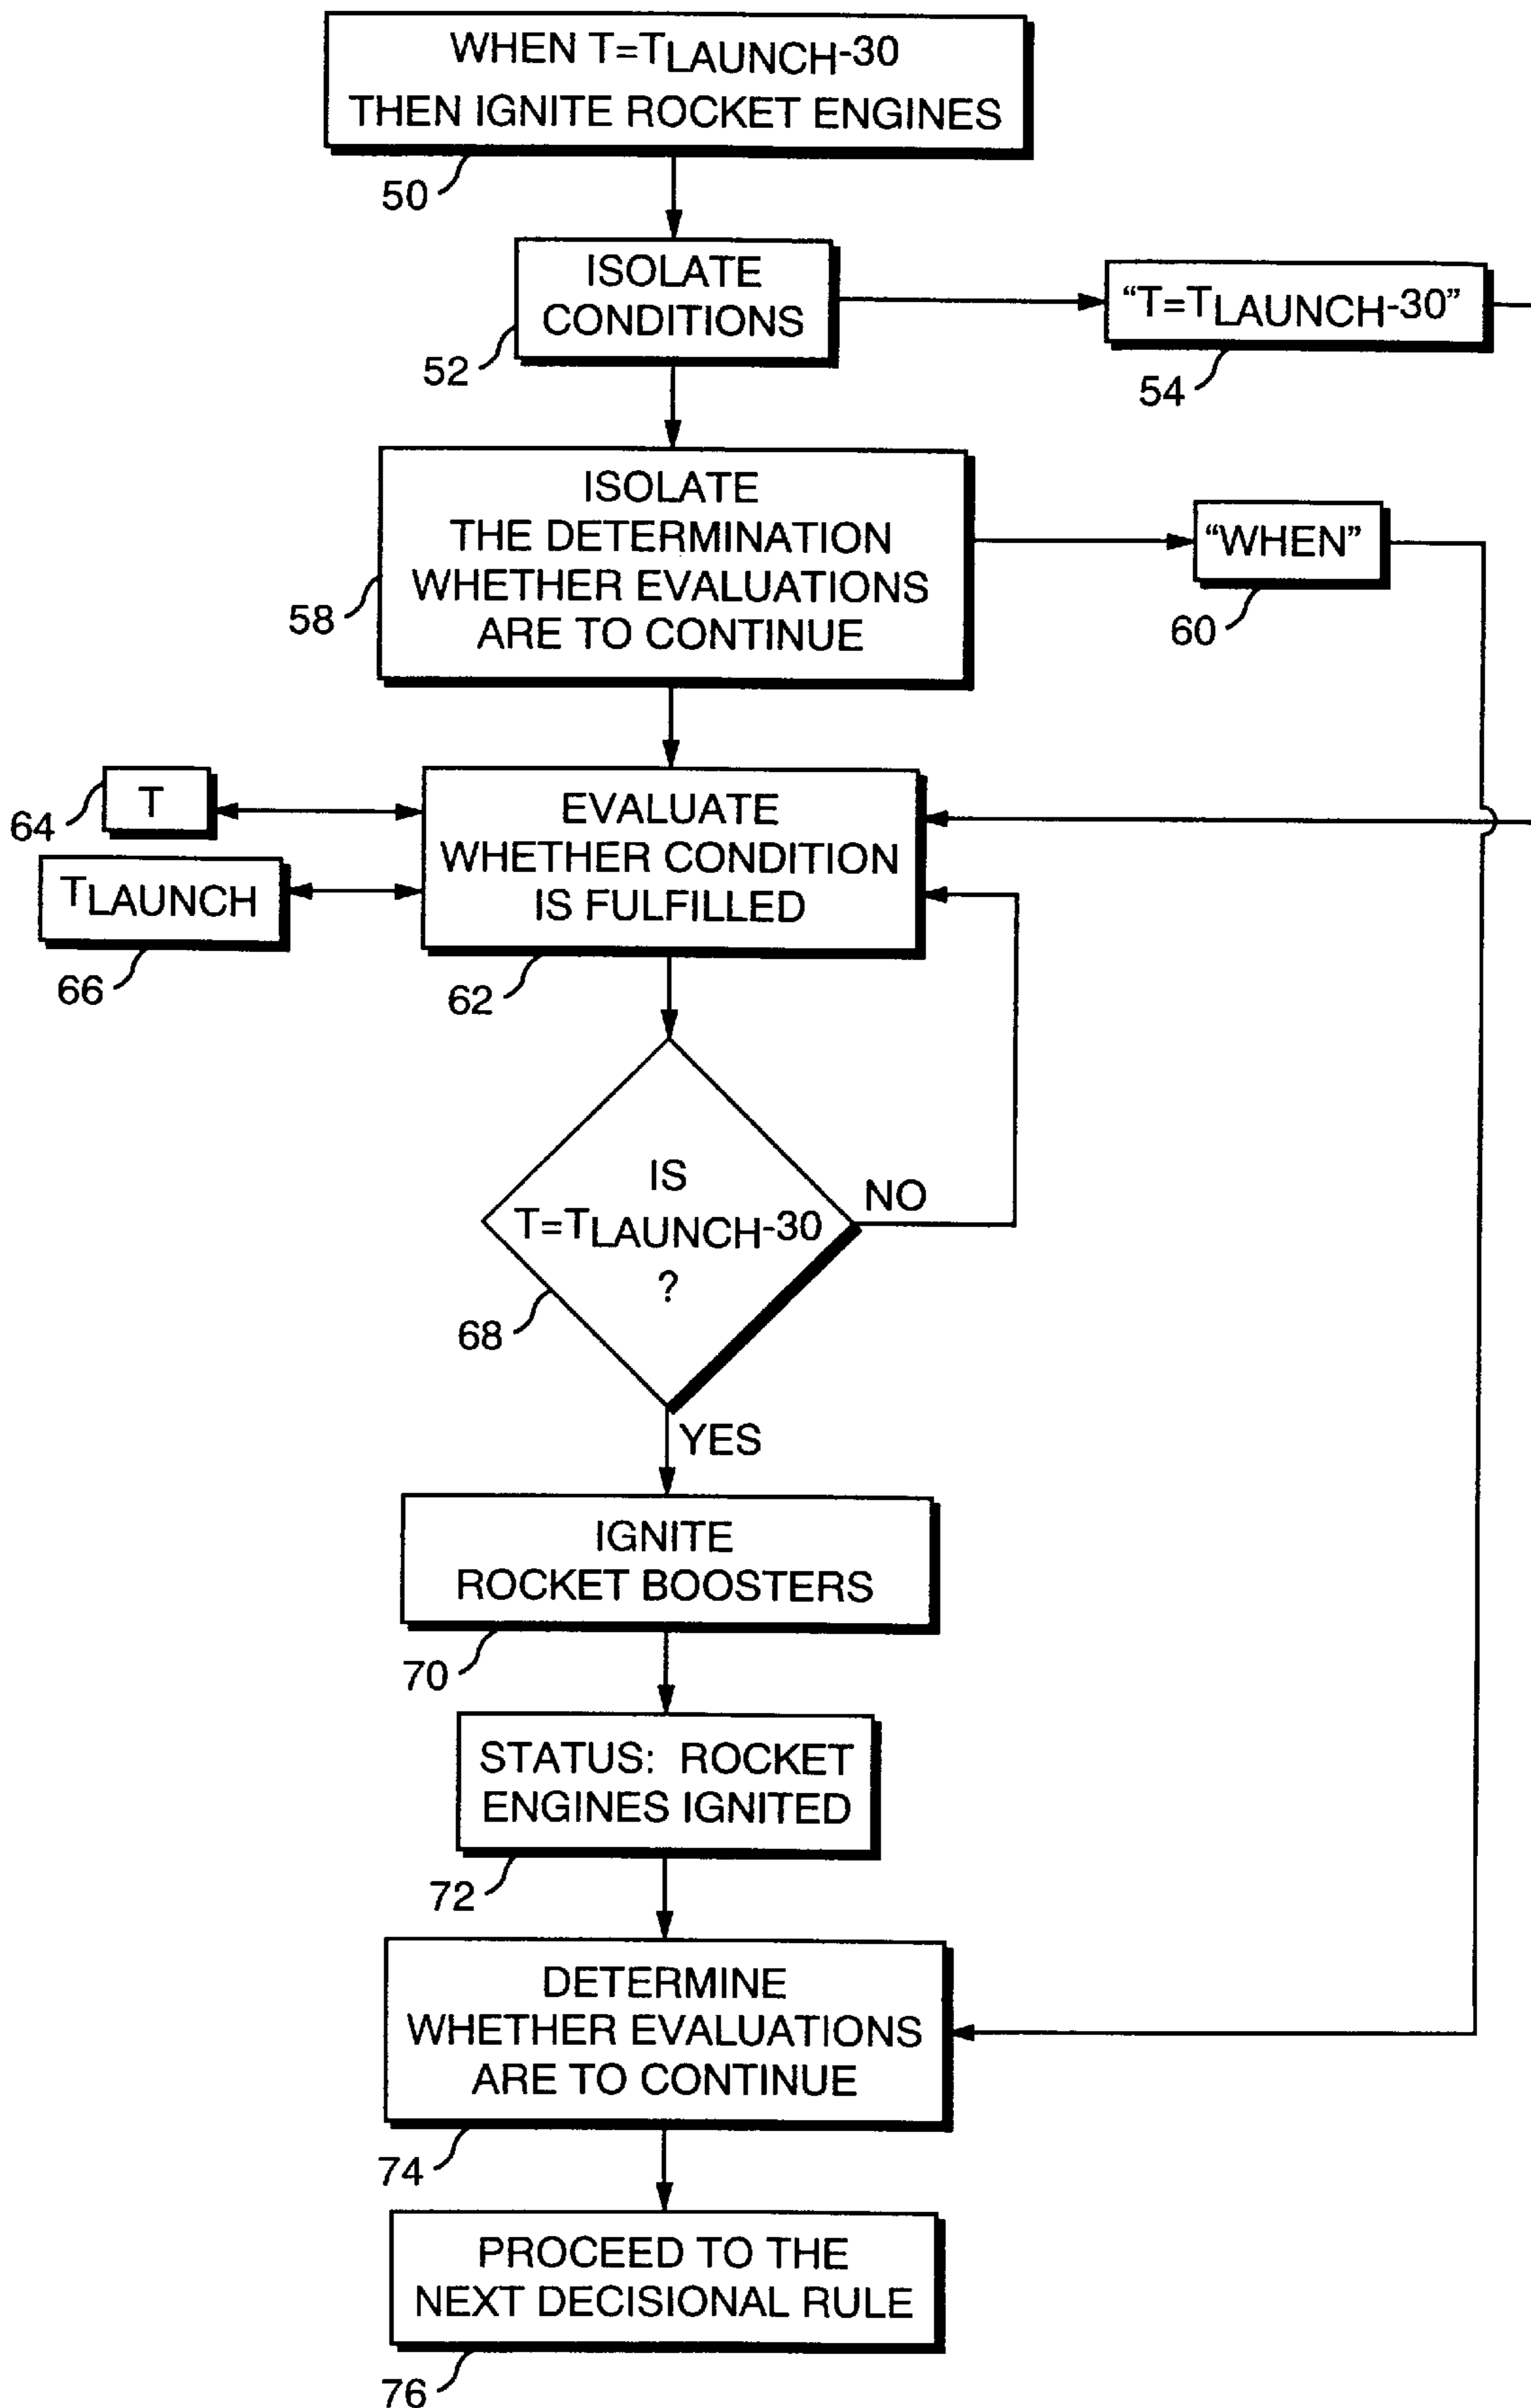 WHEN T=TLAUNCH-30
THEN IGNITE ROCKET ENGINES
50
ISOLATE
CONDITIONS
52
“T=TLAUNCH-30”
54
ISOLATE
THE DETERMINATION
WHETHER EVALUATIONS
ARE TO CONTINUE
58
“WHEN”
60
T
64
TLAUNCH
66
EVALUATE
WHETHER CONDITION
IS FULFILLED
62
IS
T=TLAUNCH-30
?
68
NO
YES
IGNITE
ROCKET BOOSTERS
70
STATUS: ROCKET
ENGINES IGNITED
72
DETERMINE
WHETHER EVALUATIONS
ARE TO CONTINUE
74
PROCEED TO THE
NEXT DECISIONAL RULE
76